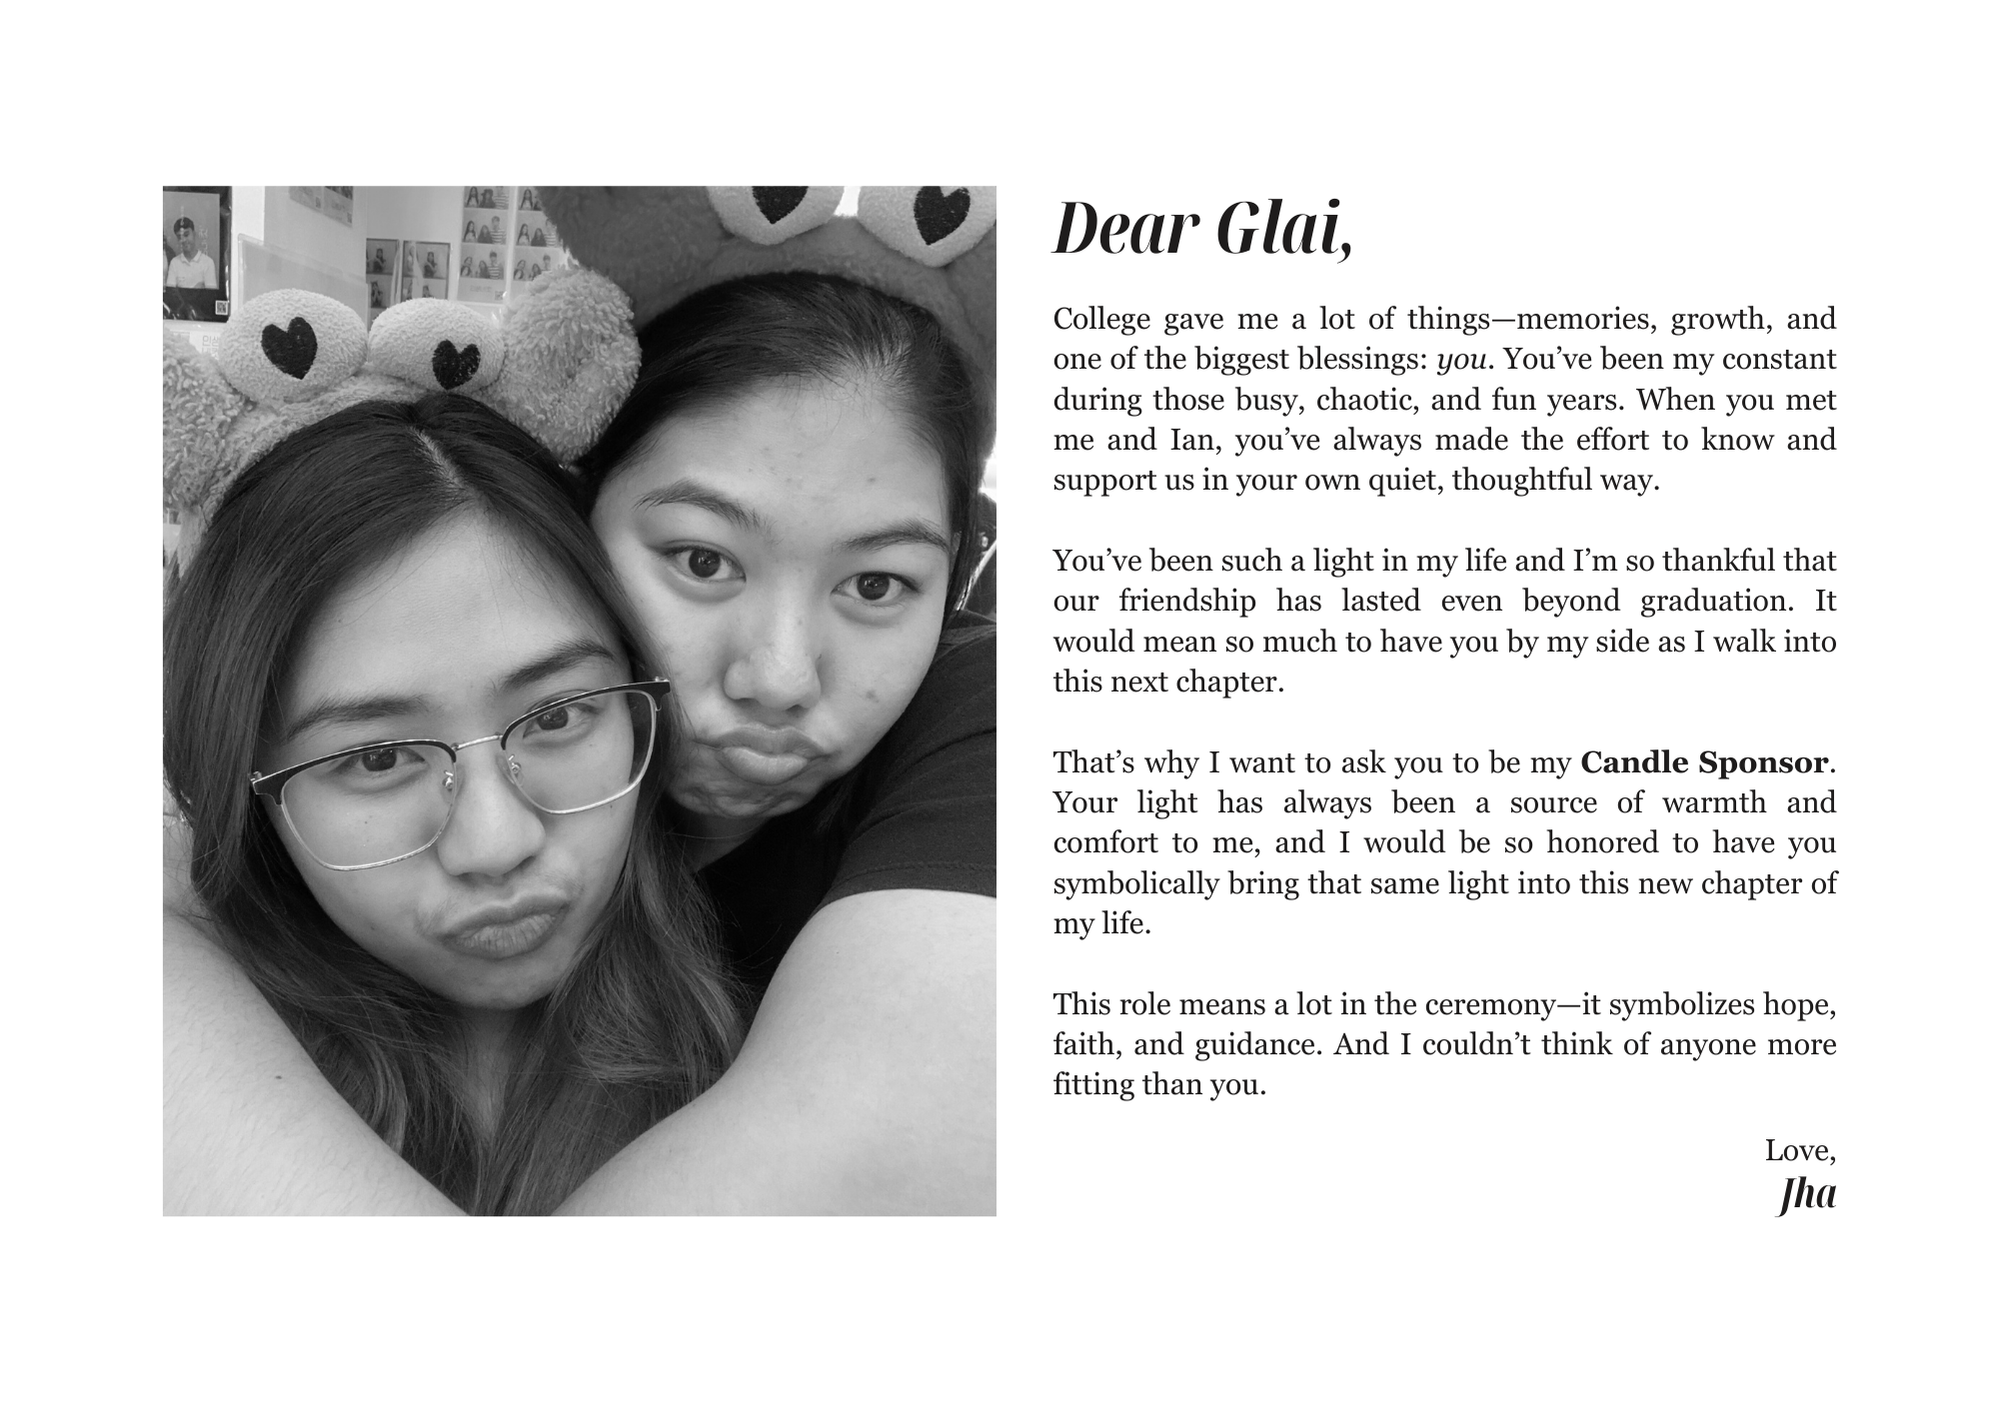 Dear Glai,
College gave me a lot of things—memories, growth, and
one of the biggest blessings: you. You’ve been my constant
during those busy, chaotic, and fun years. When you met
me and Ian, you’ve always made the effort to know and
support us in your own quiet, thoughtful way.
You’ve been such a light in my life and I’m so thankful that
our friendship has lasted even beyond graduation. It
would mean so much to have you by my side as I walk into
this next chapter.
That’s why I want to ask you to be my Candle Sponsor.
Your light has always been a source of warmth and
comfort to me, and I would be so honored to have you
symbolically bring that same light into this new chapter of
my life.
This role means a lot in the ceremony—it symbolizes hope,
faith, and guidance. And I couldn’t think of anyone more
fitting than you.
Love,
Jha